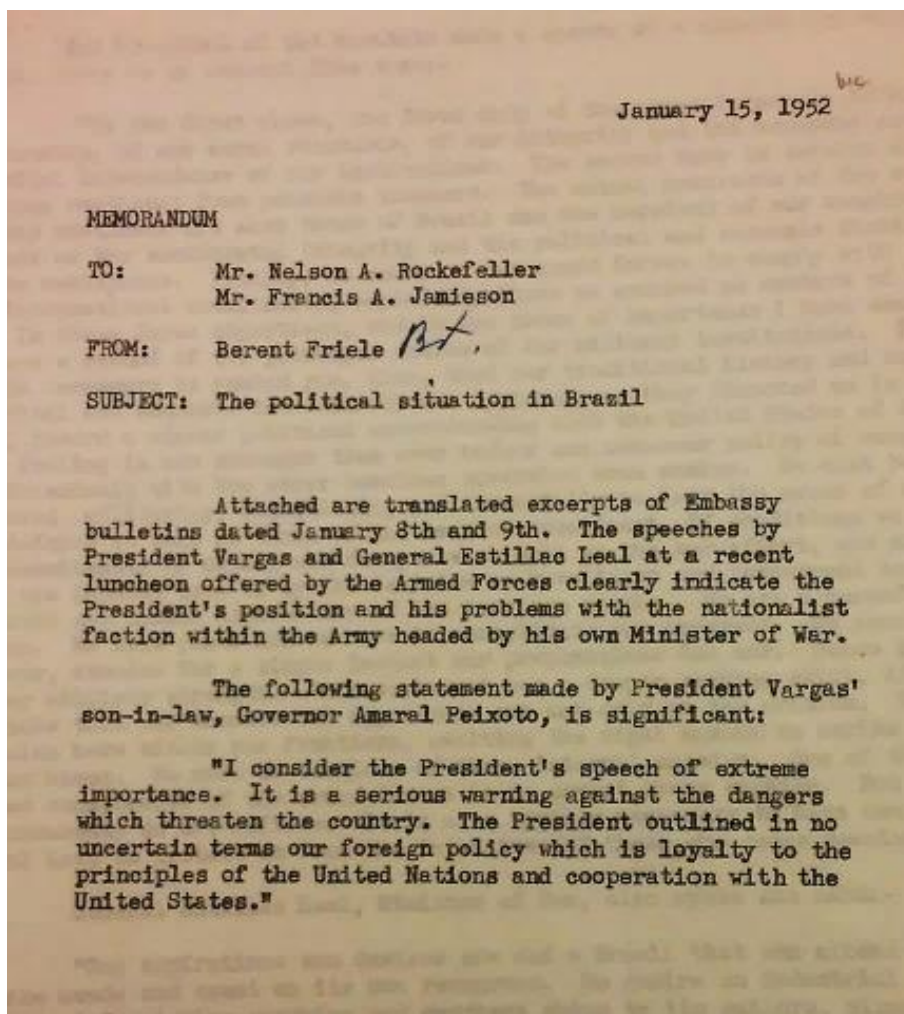 January 15, 1952
MEMORANDUM
TO: Mr. Nelson A. Rockefeller
Mr. Francis A. Jamieson
FROM: Berent Friele
SUBJECT: The political situation in Brazil
Attached are translated excerpts of Embassy
bulletins dated January 8th and 9th. The speeches by
President Vargas and General Estillac Leal at a recent
luncheon offered by the Armed Forces clearly indicate the
President's position and his problems with the nationalist
faction within the Army headed by his own Minister of War.
The following statement made by President Vargas'
son-in-law, Governor Amaral Peixoto, is significant:
"I consider the President's speech of extreme
importance. It is a serious warning against the dangers
which threaten the country. The President outlined in no
uncertain terms our foreign policy which is loyalty to the
principles of the United Nations and cooperation with the
United States."